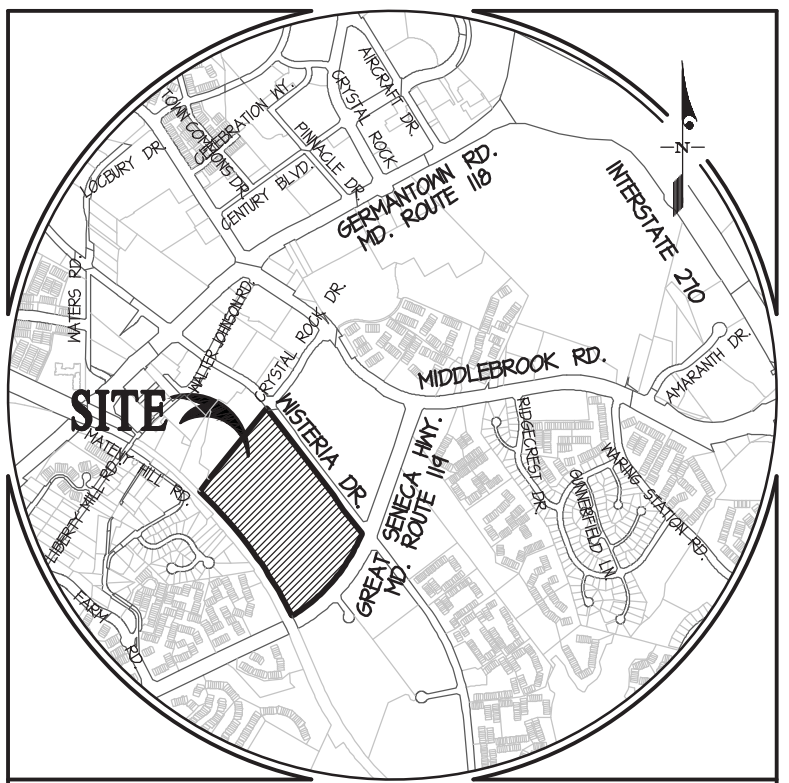 AIRCRAFT DR.
CRYSTAL ROCK
TOWN COMMONS DR.
CELEBRATION WY.
PINNACLE DR.
LOCBURY DR.
CENTURY BLVD.
GERMANTOWN RD.
MD. ROUTE 118
N
INTERSTATE 270
WATERS RD.
WALTER JOHNSON RD.
CRYSTAL ROCK DR.
MIDDLEBROOK RD.
AMARANTH DR.
SITE
WISTERIA DR.
MATENY HILL RD.
LIBERTY MILL RD.
GREAT SENECA HWY.
MD. ROUTE 119
RIDGECREST DR.
GUNNERFIELD LN.
WARING STATION RD.
FARM RD.